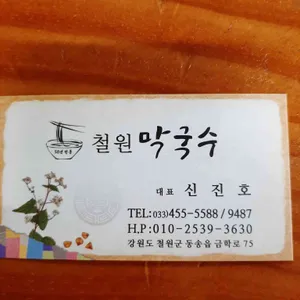 철원 막국수
대표 신 진 호
TEL:(033)455-5588 / 9487
H.P:010-2539-3630
강원도 철원군 동송읍 금학로 75